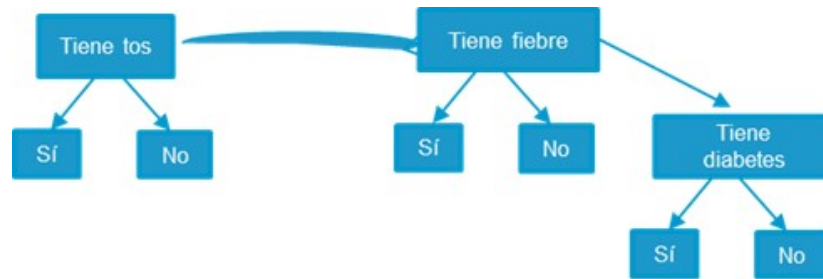 Tiene tos
Tiene fiebre
Sí
No
Sí
No
Tiene
diabetes
Sí
No